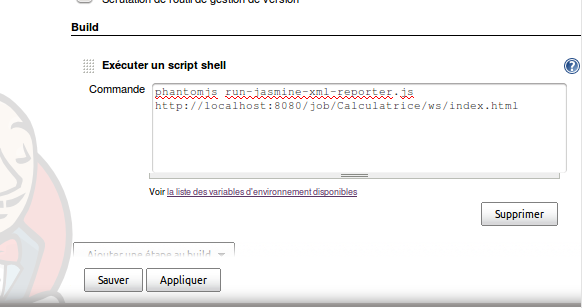 Scrutation de l'outil de gestion de version
Build
Exécuter un script shell
Commande
phantomjs run-jasmine-xml-reporter.js
http://localhost:8080/job/Calculatrice/ws/index.html
Voir la liste des variables d'environnement disponibles
Supprimer
Ajouter une étape au build
Sauver
Appliquer